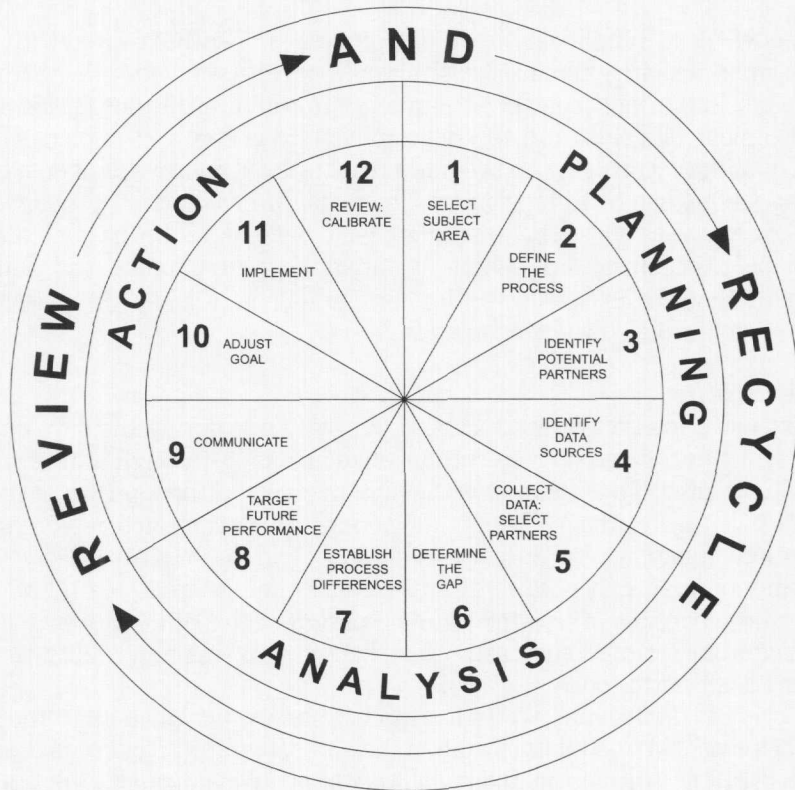 REVIEW
AND
RECYCLE
PLANNING
ANALYSIS
ACTION
1
SELECT
SUBJECT
AREA
2
DEFINE
THE
PROCESS
3
IDENTIFY
POTENTIAL
PARTNERS
IDENTIFY
DATA
SOURCES
4
COLLECT
DATA:
SELECT
PARTNERS
5
DETERMINE
THE
GAP
6
ESTABLISH
PROCESS
DIFFERENCES
7
TARGET
FUTURE
PERFORMANCE
8
COMMUNICATE
9
10
ADJUST
GOAL
11
IMPLEMENT
12
REVIEW:
CALIBRATE